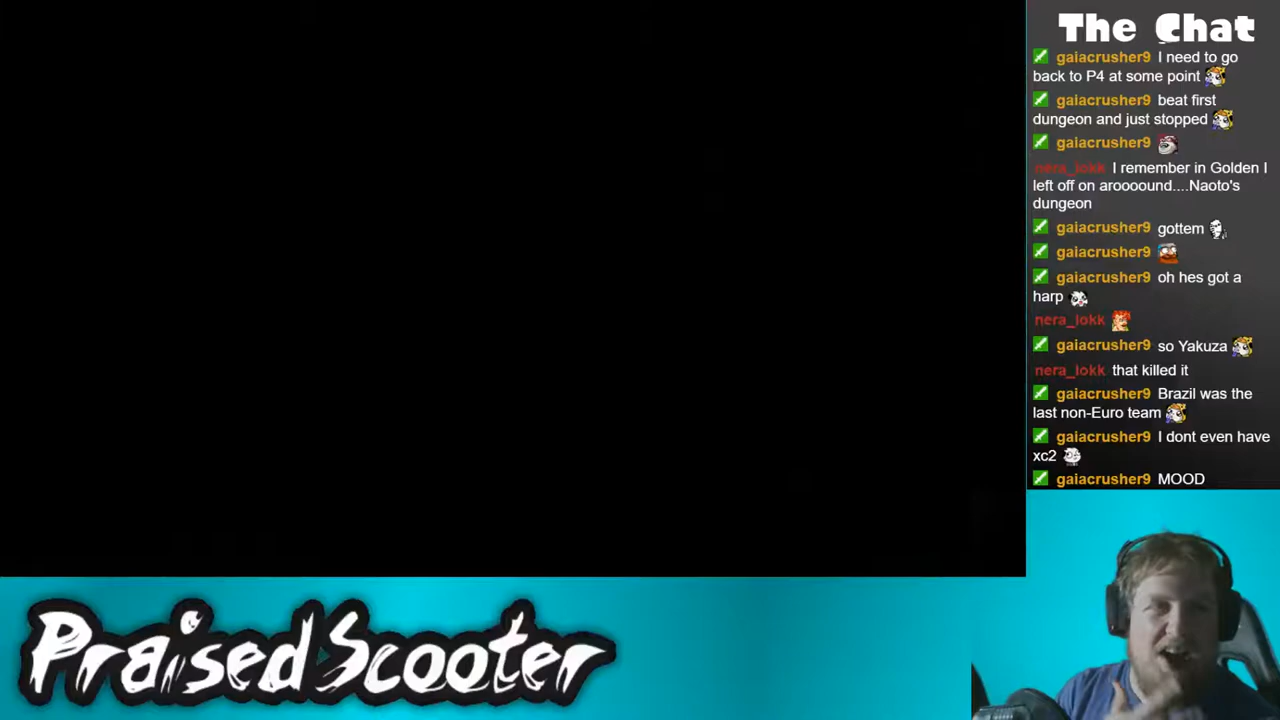 The Chat
gaiacrusher9 I need to go
back to P4 at some point
gaiacrusher9 beat first
dungeon and just stopped
gaiacrusher9
nera_lokk I remember in Golden I
left off on aroooound....Naoto's
dungeon
gaiacrusher9 gottem
gaiacrusher9
gaiacrusher9 oh hes got a
harp
nera_lokk
gaiacrusher9 so Yakuza
nera_lokk that killed it
gaiacrusher9 Brazil was the
last non-Euro team
gaiacrusher9 I dont even have
xc2
gaiacrusher9 MOOD
PraisedScooter